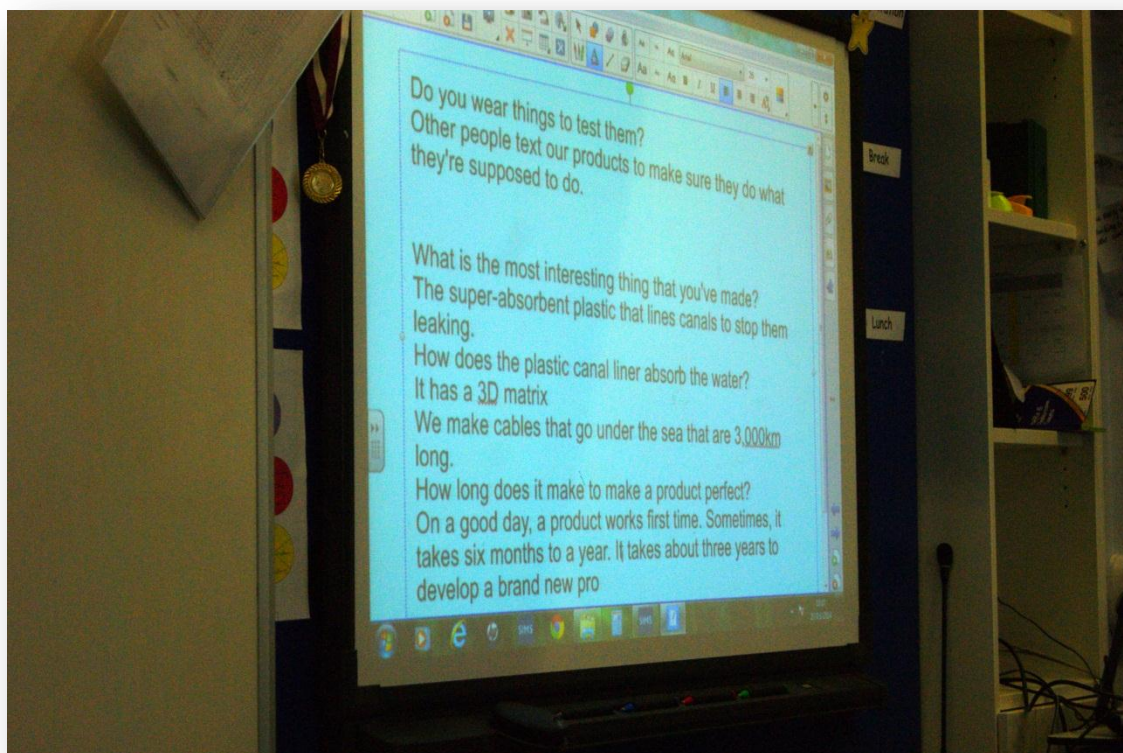 Do you wear things to test them?
Other people text our products to make sure they do what
they're supposed to do.
What is the most interesting thing that you've made?
The super-absorbent plastic that lines canals to stop them
leaking.
How does the plastic canal liner absorb the water?
It has a 3D matrix
We make cables that go under the sea that are 3,000km
long.
How long does it make to make a product perfect?
On a good day, a product works first time. Sometimes, it
takes six months to a year. It takes about three years to
develop a brand new pro
SIMS
SIMS
Break
Lunch
500